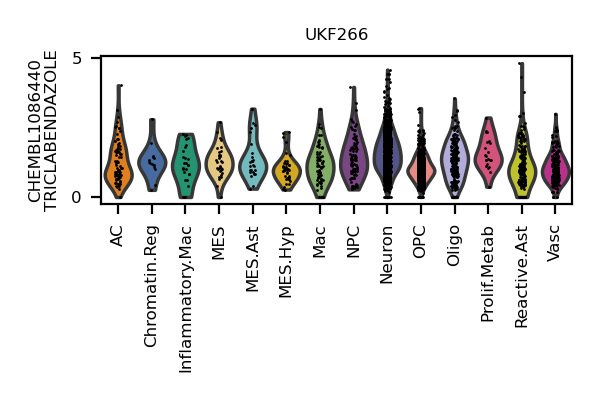 UKF266
CHEMBL1086440
TRICLABENDAZOLE
5
0
AC
Chromatin.Reg
Inflammatory.Mac
MES
MES.Ast
MES.Hyp
Mac
NPC
Neuron
OPC
Oligo
Prolif.Metab
Reactive.Ast
Vasc